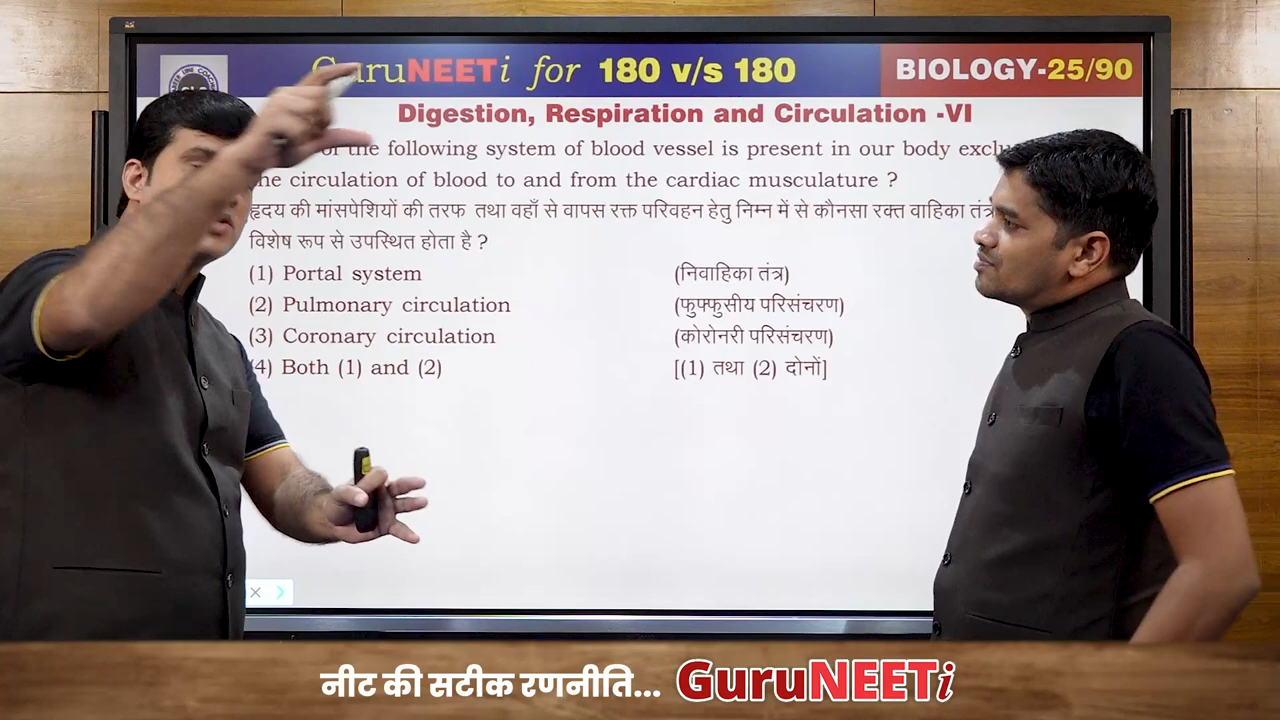 GuruNEETi for 180 v/s 180
BIOLOGY-25/90
Digestion, Respiration and Circulation -VI
of the following system of blood vessel is present in our body
the circulation of blood to and from the cardiac musculature ?
हृदय की मांसपेशियों की तरफ तथा वहाँ से वापस रक्त परिवहन हेतु निम्न में से कौनसा रक्त वाहिका तंत्र
विशेष रूप से उपस्थित होता है ?
(1) Portal system (निवाहिका तंत्र)
(2) Pulmonary circulation (फुफ्फुसीय परिसंचरण)
(3) Coronary circulation (कोरोनरी परिसंचरण)
(4) Both (1) and (2) [(1) तथा (2) दोनों]
नीट की सटीक रणनीति... GuruNEETi